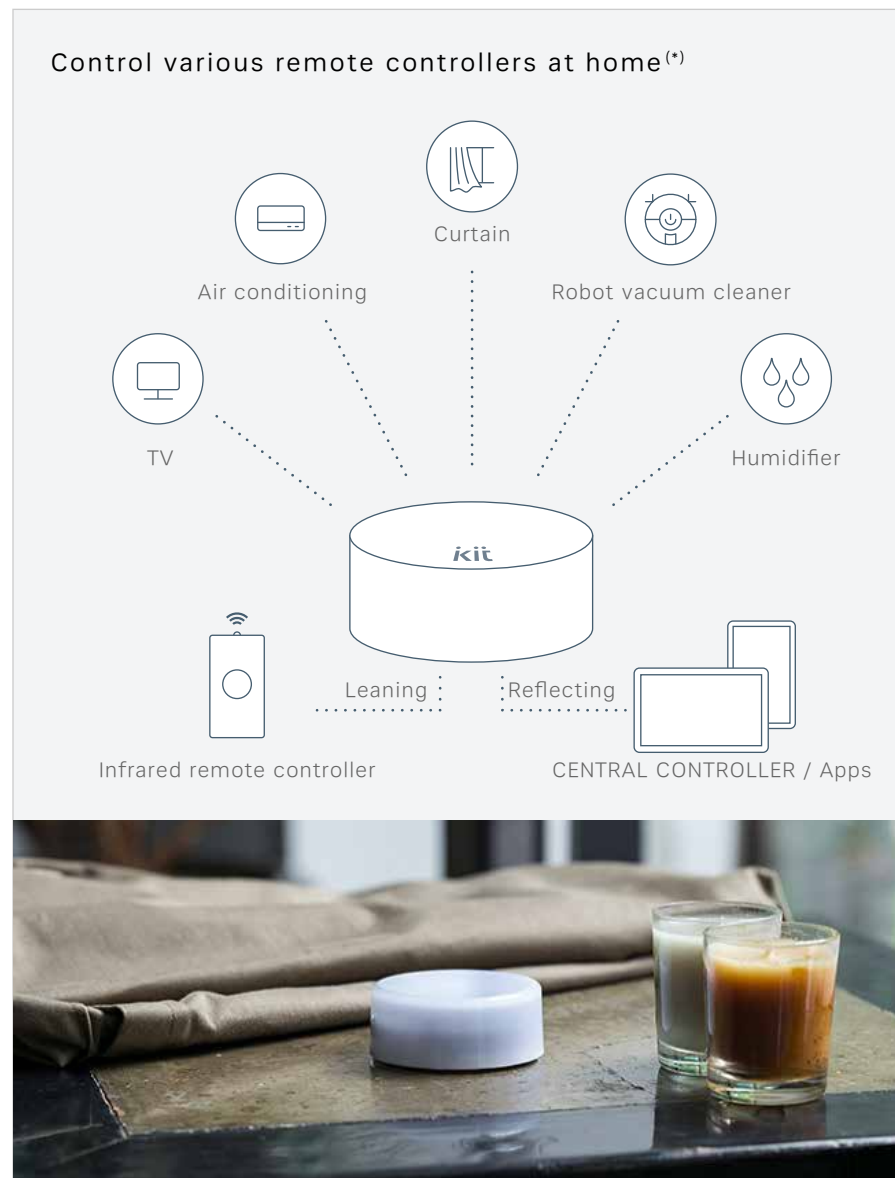 Control various remote controllers at home(*)
Curtain
Air conditioning
Robot vacuum cleaner
TV
Humidifier
kit
Leaning
Reflecting
Infrared remote controller
CENTRAL CONTROLLER / Apps